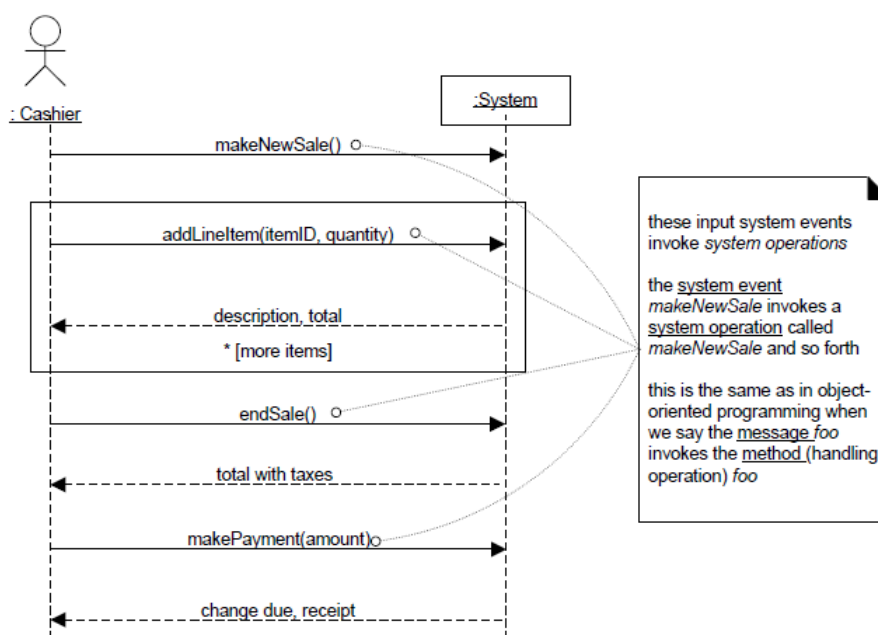 : Cashier
:System
makeNewSale()
addLineItem(itemID, quantity)
description, total
* [more items]
endSale()
total with taxes
makePayment(amount)
change due, receipt
these input system events
invoke system operations
the system event
makeNewSale invokes a
system operation called
makeNewSale and so forth
this is the same as in object-
oriented programming when
we say the message foo
invokes the method (handling
operation) foo